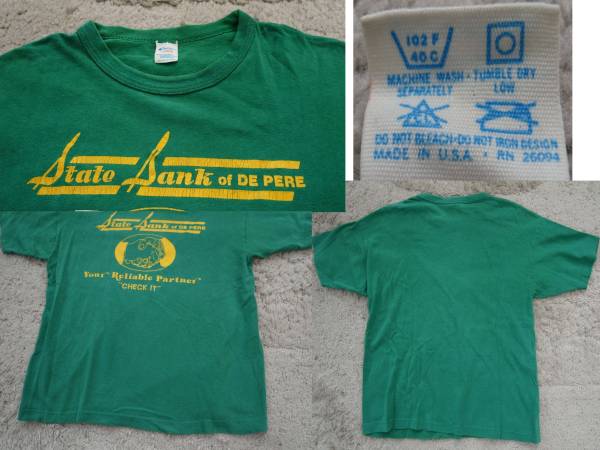 State Bank of DE PERE
102 F
40 C
MACHINE WASH · TUMBLE DRY
SEPARATELY LOW
DO NOT BLEACH · DO NOT IRON DESIGN
MADE IN U.S.A. · RN 26094
State Bank of DE PERE
Your "Reliable Partner"
"CHECK IT"